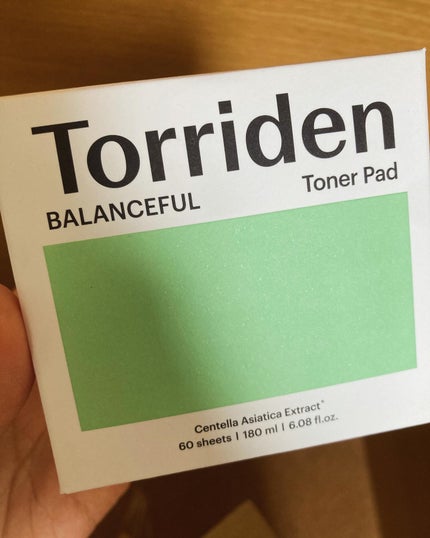 Torriden
BALANCEFUL Toner Pad
Centella Asiatica Extract*
60 sheets | 180 ml | 6.08 fl.oz.